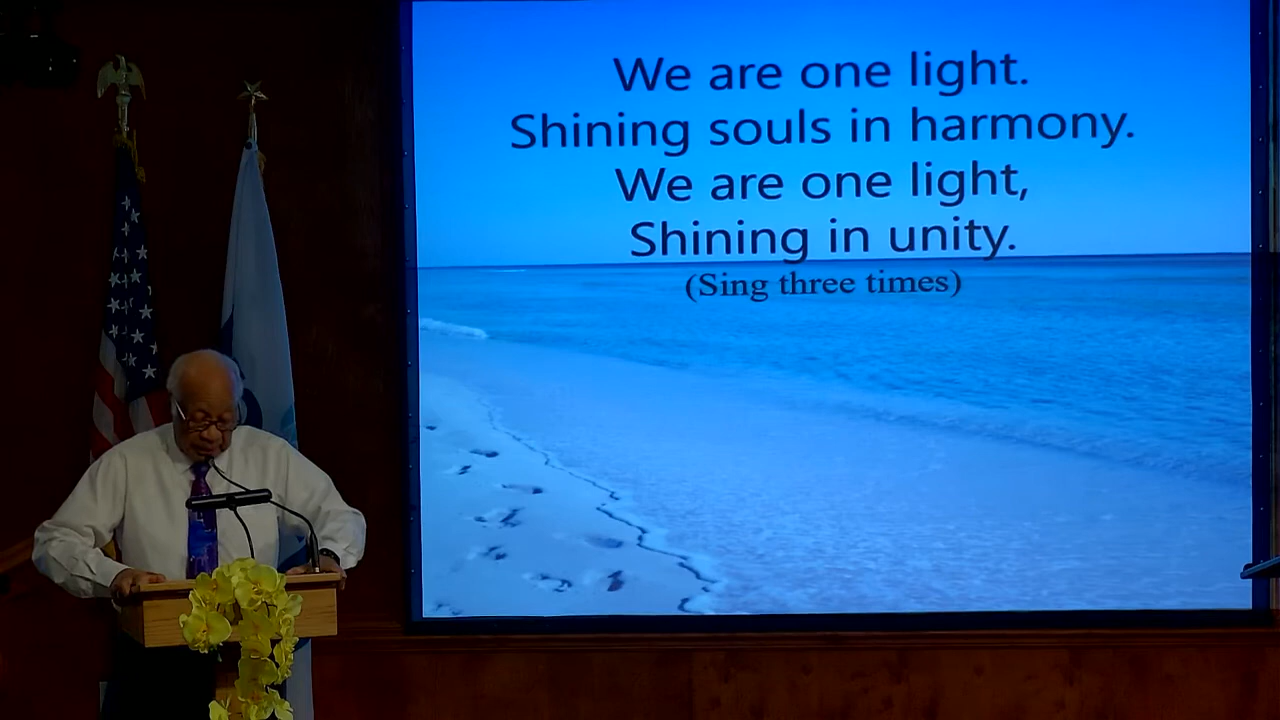 We are one light.
Shining souls in harmony.
We are one light,
Shining in unity.
(Sing three times)